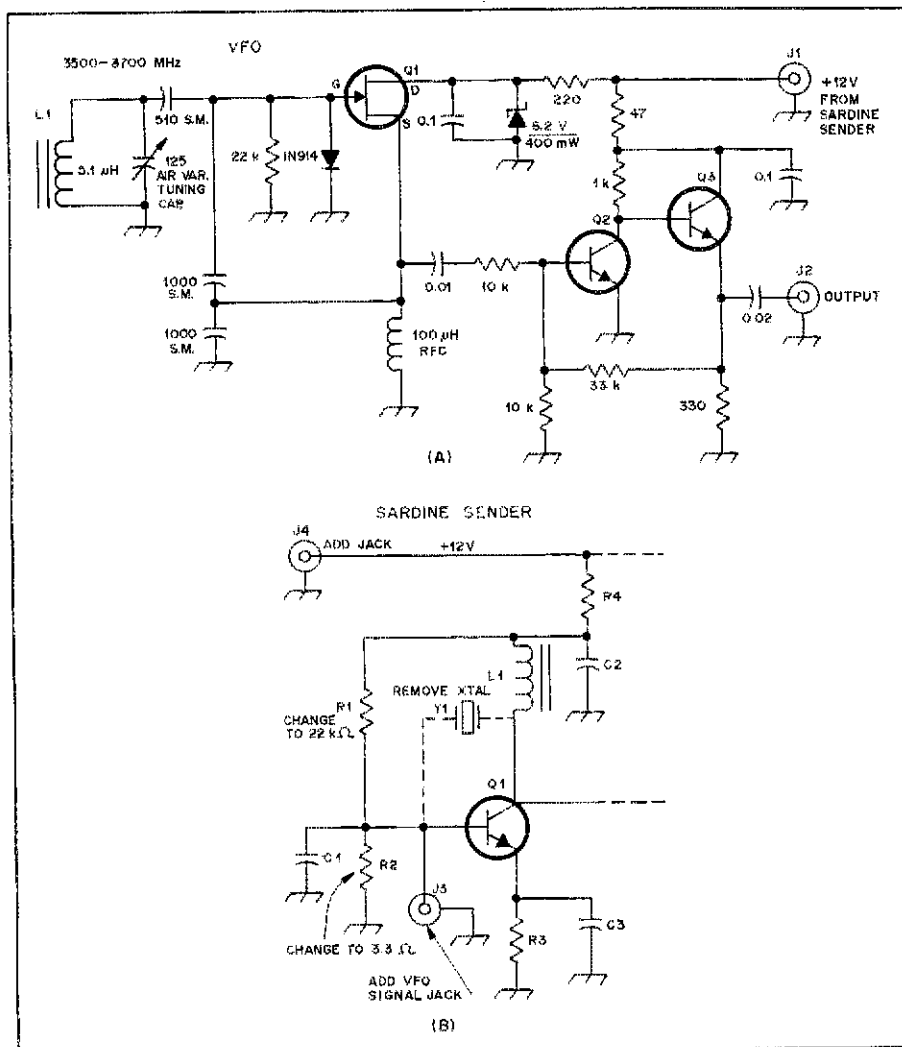 VFO
3500-3700 MHz
L1
5.1 µH
510 S.M.
125
AIR VAR.
TUNING
CAP.
22 k
1N914
G
Q1
D
S
0.1
6.2 V
400 mW
220
47
J1
+12V
FROM
SARDINE
SENDER
1 k
Q2
Q3
0.1
1000
S.M.
1000
S.M.
0.01
10 k
100 µH
RFC
10 k
33 k
330
0.02
J2
OUTPUT
(A)
SARDINE SENDER
J4
ADD JACK
+12V
R4
C2
L1
REMOVE XTAL
Y1
R1
CHANGE
TO 22 kΩ
Q1
C1
R2
J3
R3
C3
CHANGE TO 3.3 Ω
ADD VFO
SIGNAL JACK
(B)